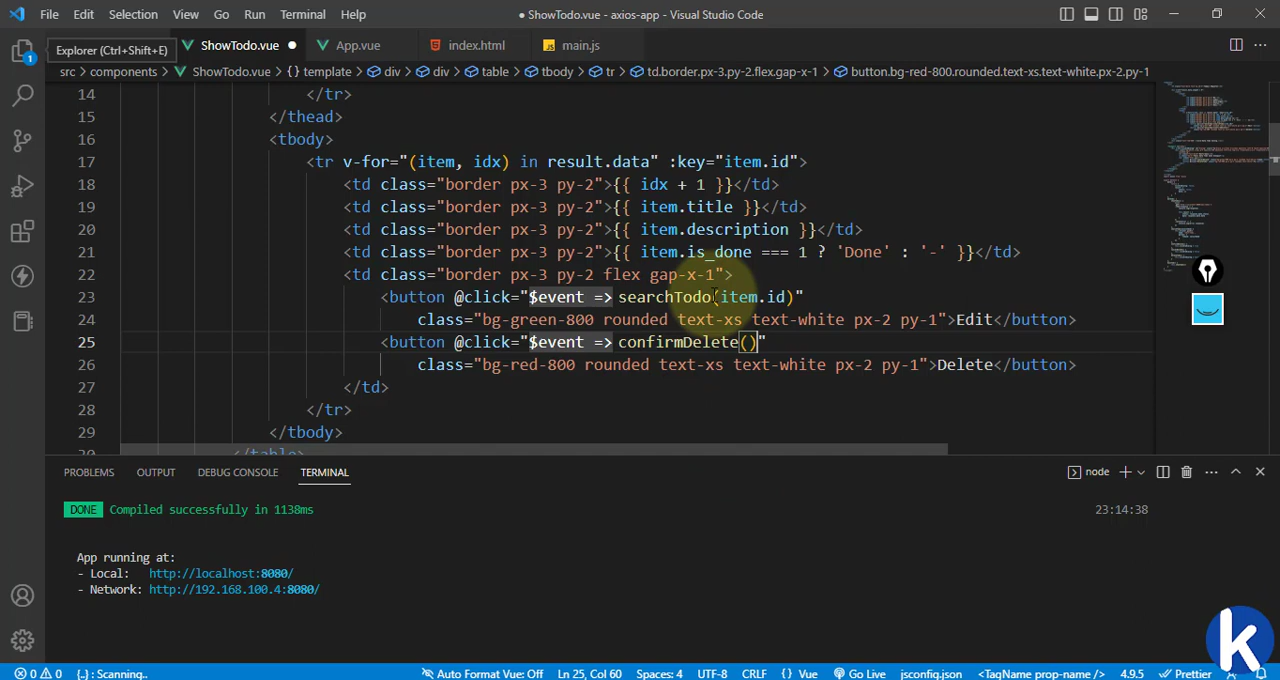 File Edit Selection View Go Run Terminal Help
● ShowTodo.vue - axios-app - Visual Studio Code
Explorer (Ctrl+Shift+E)
ShowTodo.vue ● App.vue index.html main.js
src > components > ShowTodo.vue > {} template > div > div > table > tbody > tr > td.border.px-3.py-2.flex.gap-x-1 > button.bg-red-800.rounded.text-xs.text-white.px-2.py-1
14 </tr>
15 </thead>
16 <tbody>
17 <tr v-for="(item, idx) in result.data" :key="item.id">
18 <td class="border px-3 py-2">{{ idx + 1 }}</td>
19 <td class="border px-3 py-2">{{ item.title }}</td>
20 <td class="border px-3 py-2">{{ item.description }}</td>
21 <td class="border px-3 py-2">{{ item.is_done === 1 ? 'Done' : '-' }}</td>
22 <td class="border px-3 py-2 flex gap-x-1">
23 <button @click="$event => searchTodo(item.id)"
24 class="bg-green-800 rounded text-xs text-white px-2 py-1">Edit</button>
25 <button @click="$event => confirmDelete()"
26 class="bg-red-800 rounded text-xs text-white px-2 py-1">Delete</button>
27 </td>
28 </tr>
29 </tbody>
30 </table>
PROBLEMS OUTPUT DEBUG CONSOLE TERMINAL
node
DONE Compiled successfully in 1138ms 23:14:38
App running at:
- Local: http://localhost:8080/
- Network: http://192.168.100.4:8080/
0 0 {..} : Scanning.. Auto Format Vue: Off Ln 25, Col 60 Spaces: 4 UTF-8 CRLF {} Vue Go Live jsconfig.json <TagName prop-name /> 4.9.5 Prettier
1
k